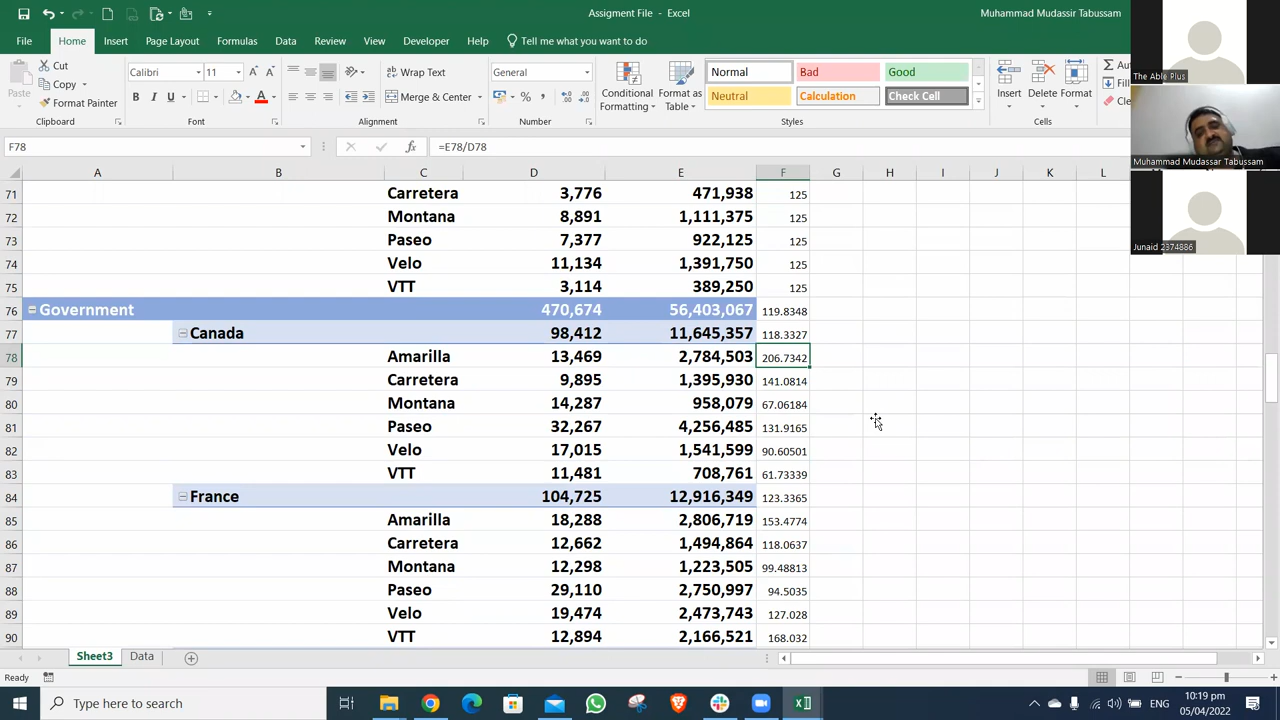 Assigment File - Excel
Muhammad Mudassir Tabussam
File Home Insert Page Layout Formulas Data Review View Developer Help Tell me what you want to do
Paste
Cut
Copy
Format Painter
Calibri 11
B I U A
Wrap Text
Merge & Center
General
%
Conditional Formatting
Format as Table
Normal Bad Good
Neutral Calculation Check Cell
Insert Delete Format
Clipboard Font Alignment Number Styles Cells
The Able Plus
Muhammad Mudassar Tabussam
Junaid 2374886
F78 fx =E78/D78
A B C D E F G H I J K L
71 Carretera 3,776 471,938 125
72 Montana 8,891 1,111,375 125
73 Paseo 7,377 922,125 125
74 Velo 11,134 1,391,750 125
75 VTT 3,114 389,250 125
76 Government 470,674 56,403,067 119.8348
77 Canada 98,412 11,645,357 118.3327
78 Amarilla 13,469 2,784,503 206.7342
79 Carretera 9,895 1,395,930 141.0814
80 Montana 14,287 958,079 67.06184
81 Paseo 32,267 4,256,485 131.9165
82 Velo 17,015 1,541,599 90.60501
83 VTT 11,481 708,761 61.73339
84 France 104,725 12,916,349 123.3365
85 Amarilla 18,288 2,806,719 153.4774
86 Carretera 12,662 1,494,864 118.0637
87 Montana 12,298 1,223,505 99.48813
88 Paseo 29,110 2,750,997 94.5035
89 Velo 19,474 2,473,743 127.028
90 VTT 12,894 2,166,521 168.032
Sheet3 Data
Ready
Type here to search
ENG
10:19 pm
05/04/2022